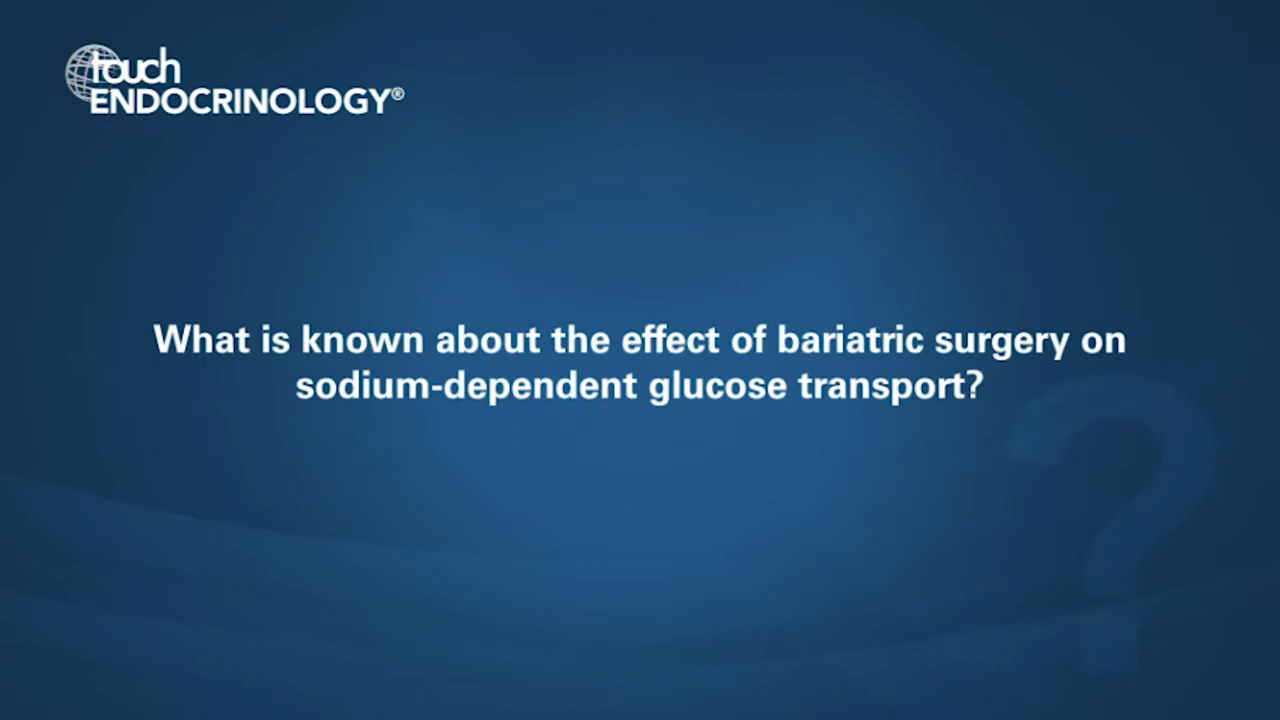 touch
ENDOCRINOLOGY®
What is known about the effect of bariatric surgery on
sodium-dependent glucose transport?
?